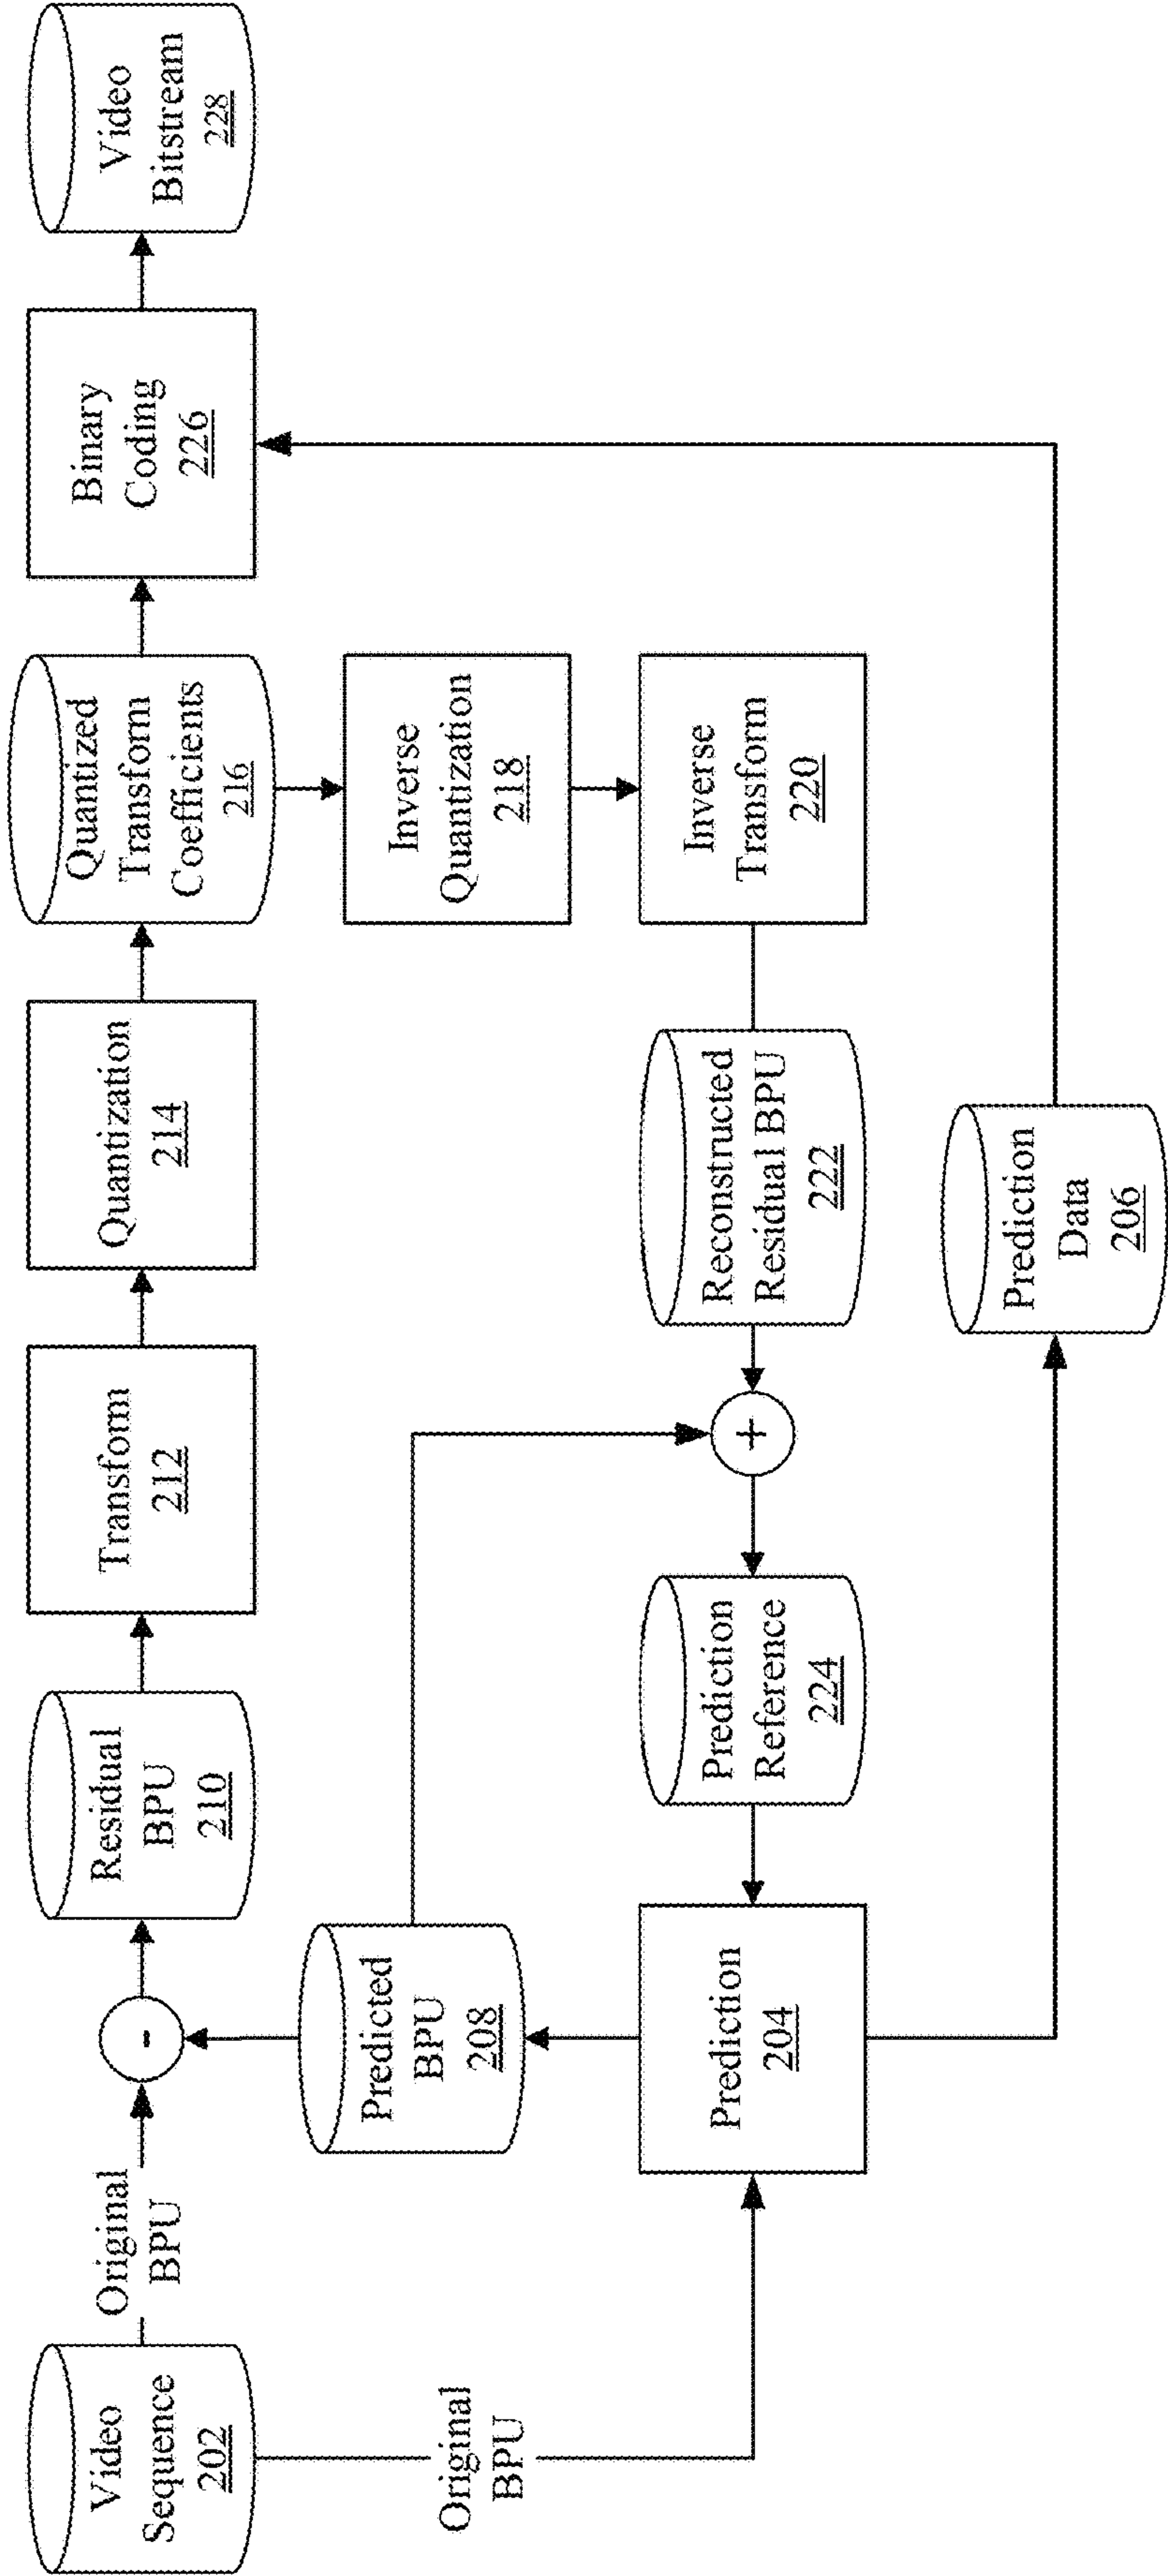 Video
Sequence
202
Original
BPU
-
Residual
BPU
210
Transform
212
Quantization
214
Quantized
Transform
Coefficients
216
Binary
Coding
226
Video
Bitstream
228
Original
BPU
Predicted
BPU
208
Inverse
Quantization
218
Prediction
204
Prediction
Reference
224
+
Reconstructed
Residual BPU
222
Inverse
Transform
220
Prediction
Data
206